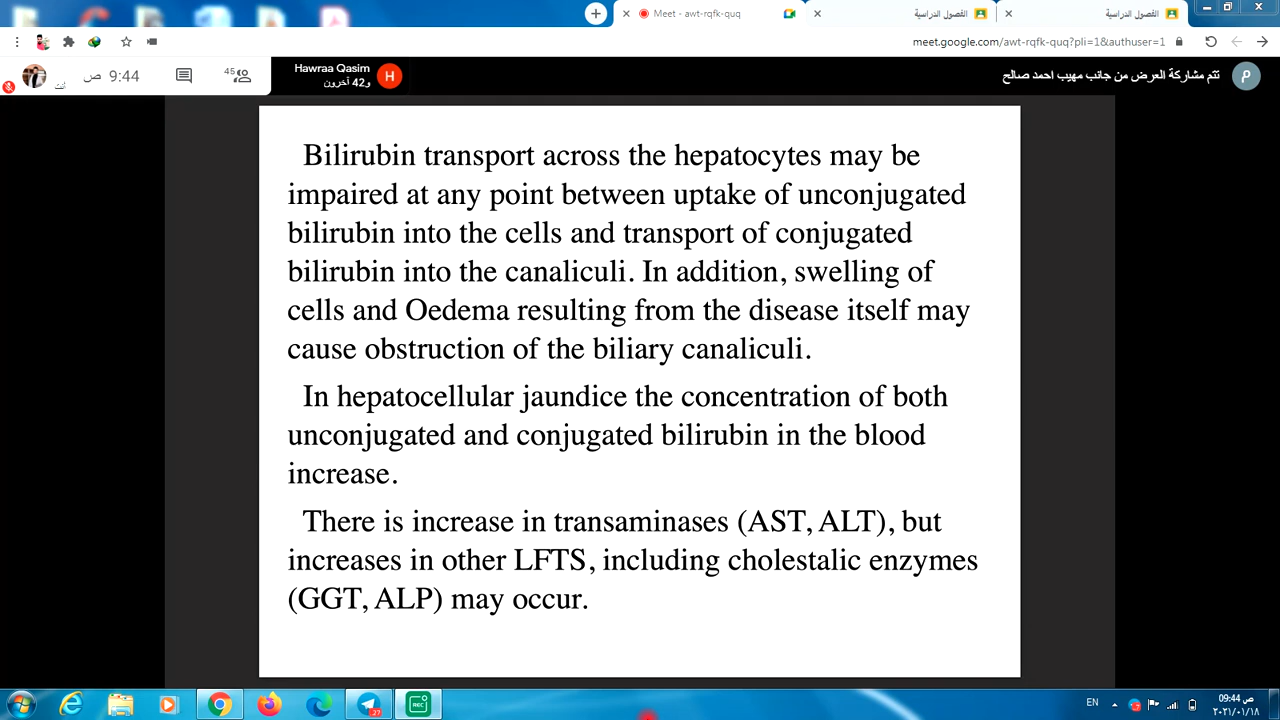 Meet - awt-rqfk-quq
الفصول الدراسية
الفصول الدراسية
meet.google.com/awt-rqfk-quq?pli=1&authuser=1
9:44 ص
45
أنت
Hawraa Qasim
و42 آخرون
H
تتم مشاركة العرض من جانب مهيب احمد صالح
م
Bilirubin transport across the hepatocytes may be
impaired at any point between uptake of unconjugated
bilirubin into the cells and transport of conjugated
bilirubin into the canaliculi. In addition, swelling of
cells and Oedema resulting from the disease itself may
cause obstruction of the biliary canaliculi.
In hepatocellular jaundice the concentration of both
unconjugated and conjugated bilirubin in the blood
increase.
There is increase in transaminases (AST, ALT), but
increases in other LFTS, including cholestalic enzymes
(GGT, ALP) may occur.
27
REC
EN
09:44 ص
٢٠٢١/٠١/١٨